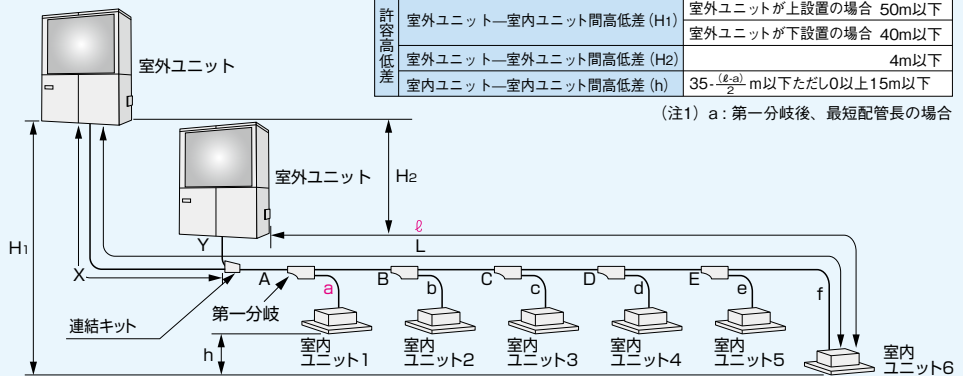 許容高低差
室外ユニット―室内ユニット間高低差(H1)
室外ユニットが上設置の場合 50m以下
室外ユニットが下設置の場合 40m以下
室外ユニット―室外ユニット間高低差(H2)
4m以下
室内ユニット―室内ユニット間高低差(h)
35-(ℓ-a)/2 m以下ただし0以上15m以下
(注1) a:第一分岐後、最短配管長の場合
室外ユニット
室外ユニット
H2
ℓ
L
H1
X
Y
A
a
B
b
C
c
D
d
E
e
f
連結キット
第一分岐
h
室内
ユニット1
室内
ユニット2
室内
ユニット3
室内
ユニット4
室内
ユニット5
室内
ユニット6